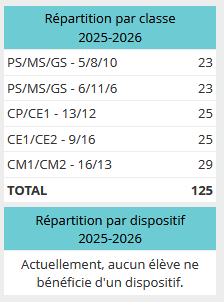 Répartition par classe
2025-2026
PS/MS/GS - 5/8/10 23
PS/MS/GS - 6/11/6 23
CP/CE1 - 13/12 25
CE1/CE2 - 9/16 25
CM1/CM2 - 16/13 29
TOTAL 125
Répartition par dispositif
2025-2026
Actuellement, aucun élève ne
bénéficie d'un dispositif.